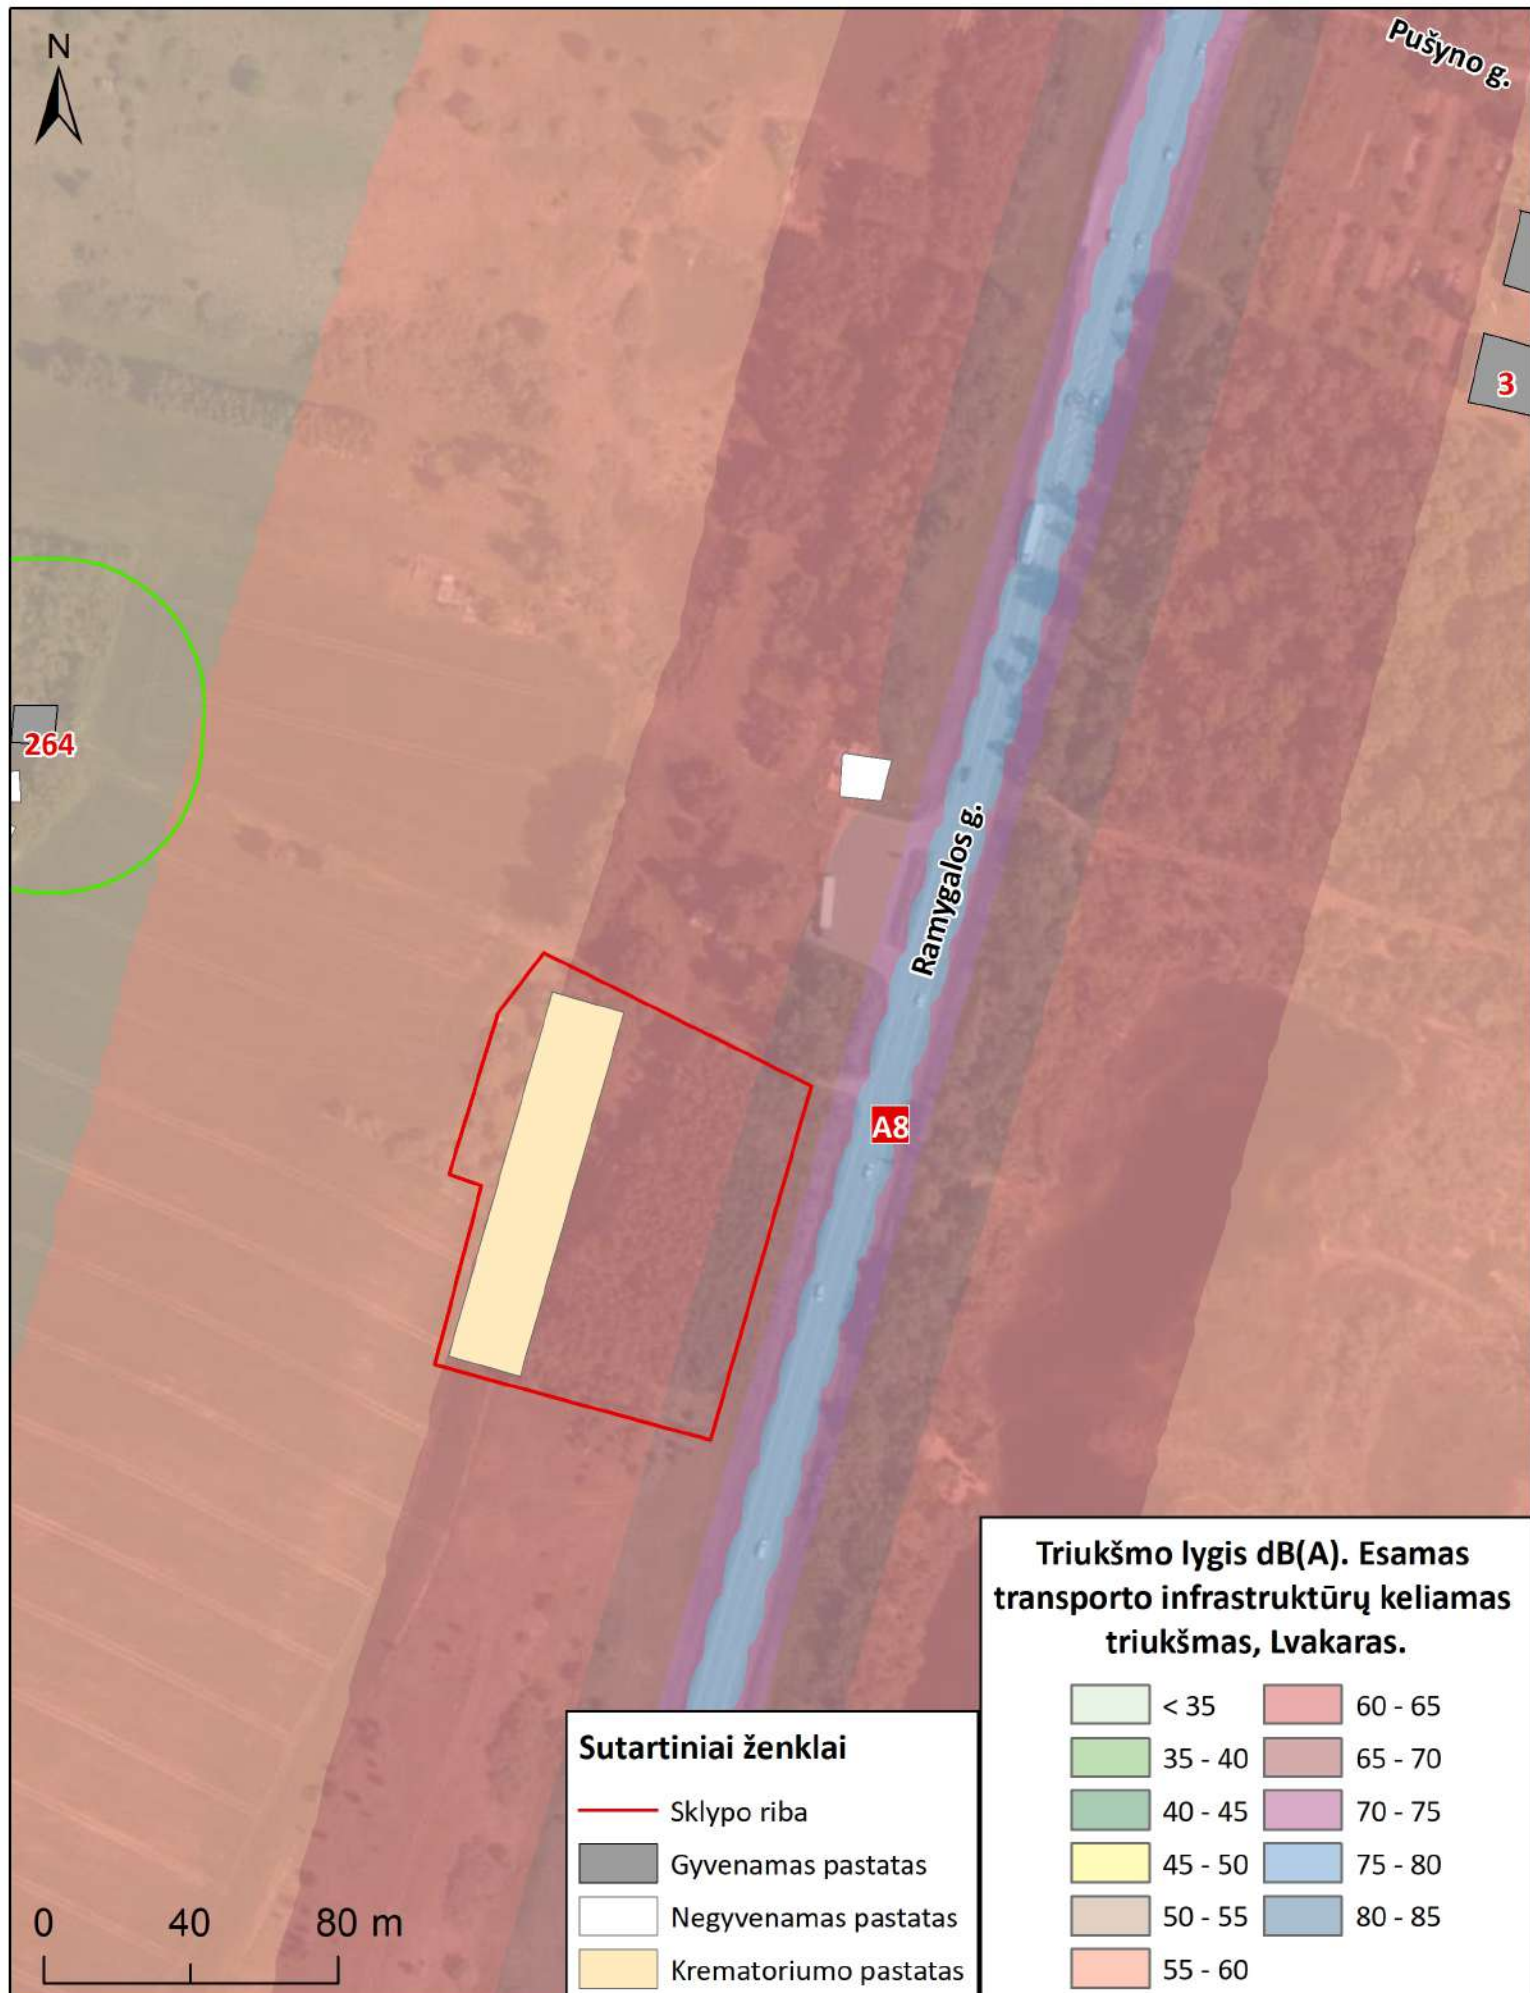 N
Pušyno g.
3
264
Ramygalos g.
A8
Triukšmo lygis dB(A). Esamas
transporto infrastruktūrų keliamas
triukšmas, Lvakaras.
< 35
60 - 65
35 - 40
65 - 70
40 - 45
70 - 75
45 - 50
75 - 80
50 - 55
80 - 85
55 - 60
Sutartiniai ženklai
Sklypo riba
Gyvenamas pastatas
Negyvenamas pastatas
Krematoriumo pastatas
0 40 80 m